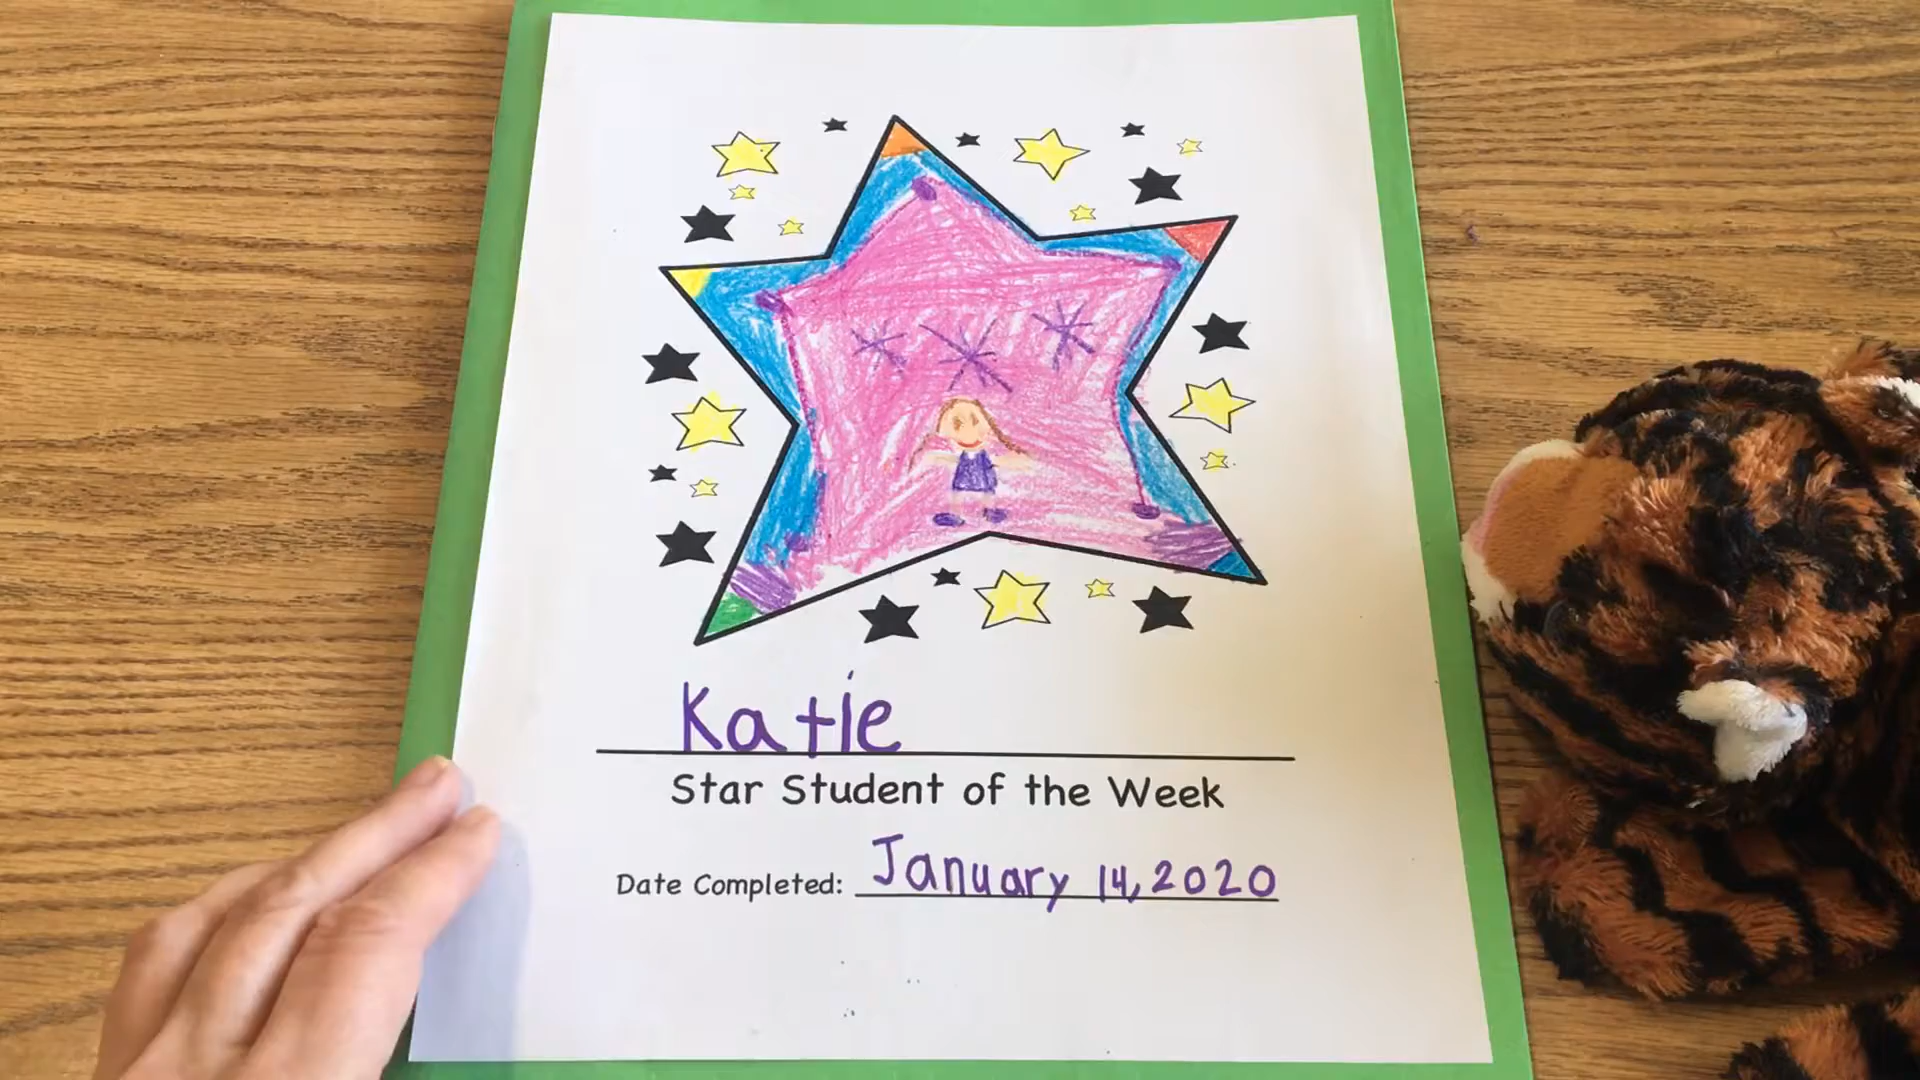 Katie
Star Student of the Week
Date Completed: January 14, 2020